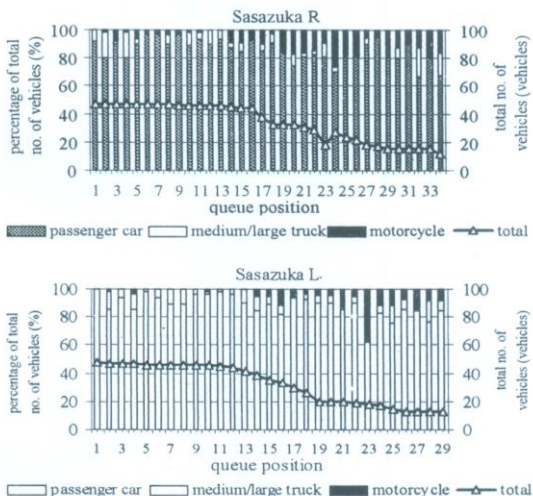 Sasazuka R
percentage of total
no. of vehicles (%)
100
80
60
40
20
0
100
80
60
40
20
0
total no. of
vehicles (vehicles)
1 3 5 7 9 11 13 15 17 19 21 23 25 27 29 31 33
queue position
passenger car medium/large truck motorcycle total
Sasazuka L
percentage of total
no. of vehicles (%)
100
80
60
40
20
0
100
80
60
40
20
0
total no. of
vehicles (vehicles)
1 3 5 7 9 11 13 15 17 19 21 23 25 27 29
queue position
passenger car medium/large truck motorcycle total